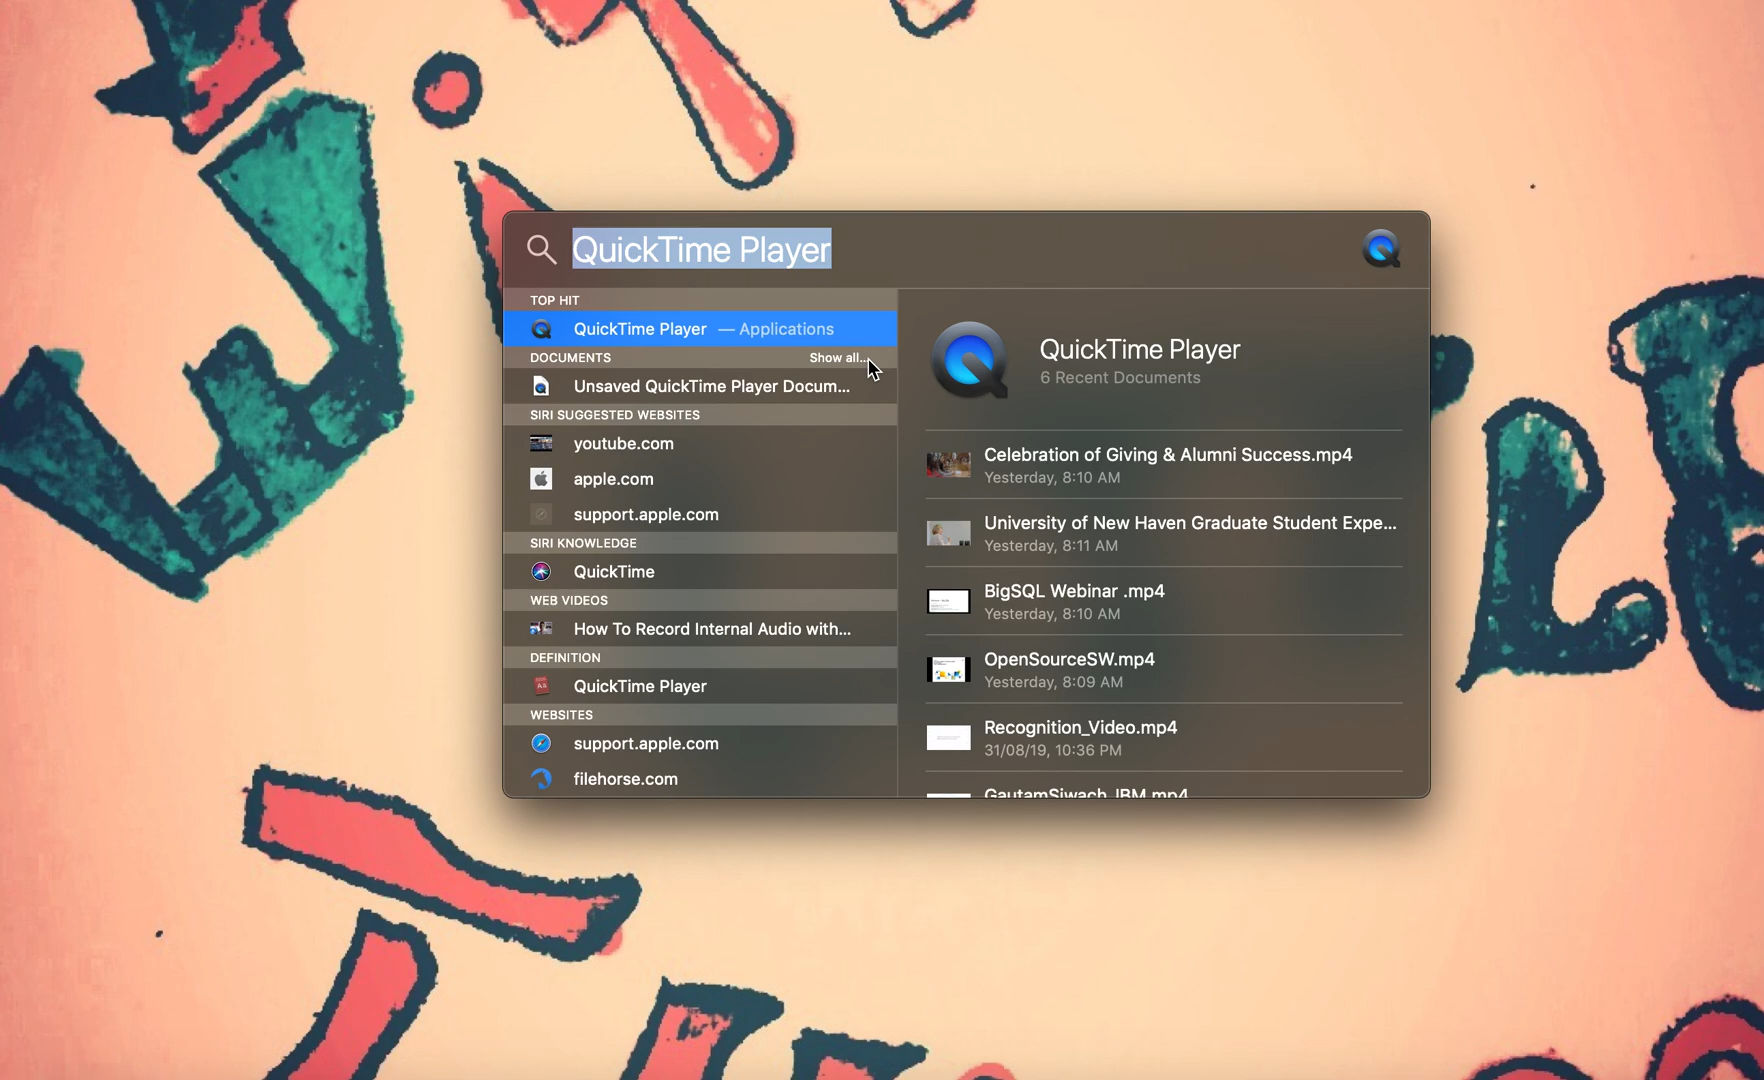 QuickTime Player
TOP HIT
QuickTime Player — Applications
DOCUMENTS Show all...
Unsaved QuickTime Player Docum...
SIRI SUGGESTED WEBSITES
youtube.com
apple.com
support.apple.com
SIRI KNOWLEDGE
QuickTime
WEB VIDEOS
How To Record Internal Audio with...
DEFINITION
QuickTime Player
WEBSITES
support.apple.com
filehorse.com
QuickTime Player
6 Recent Documents
Celebration of Giving & Alumni Success.mp4
Yesterday, 8:10 AM
University of New Haven Graduate Student Expe...
Yesterday, 8:11 AM
BigSQL Webinar .mp4
Yesterday, 8:10 AM
OpenSourceSW.mp4
Yesterday, 8:09 AM
Recognition_Video.mp4
31/08/19, 10:36 PM
GautamSiwach_IBM.mp4